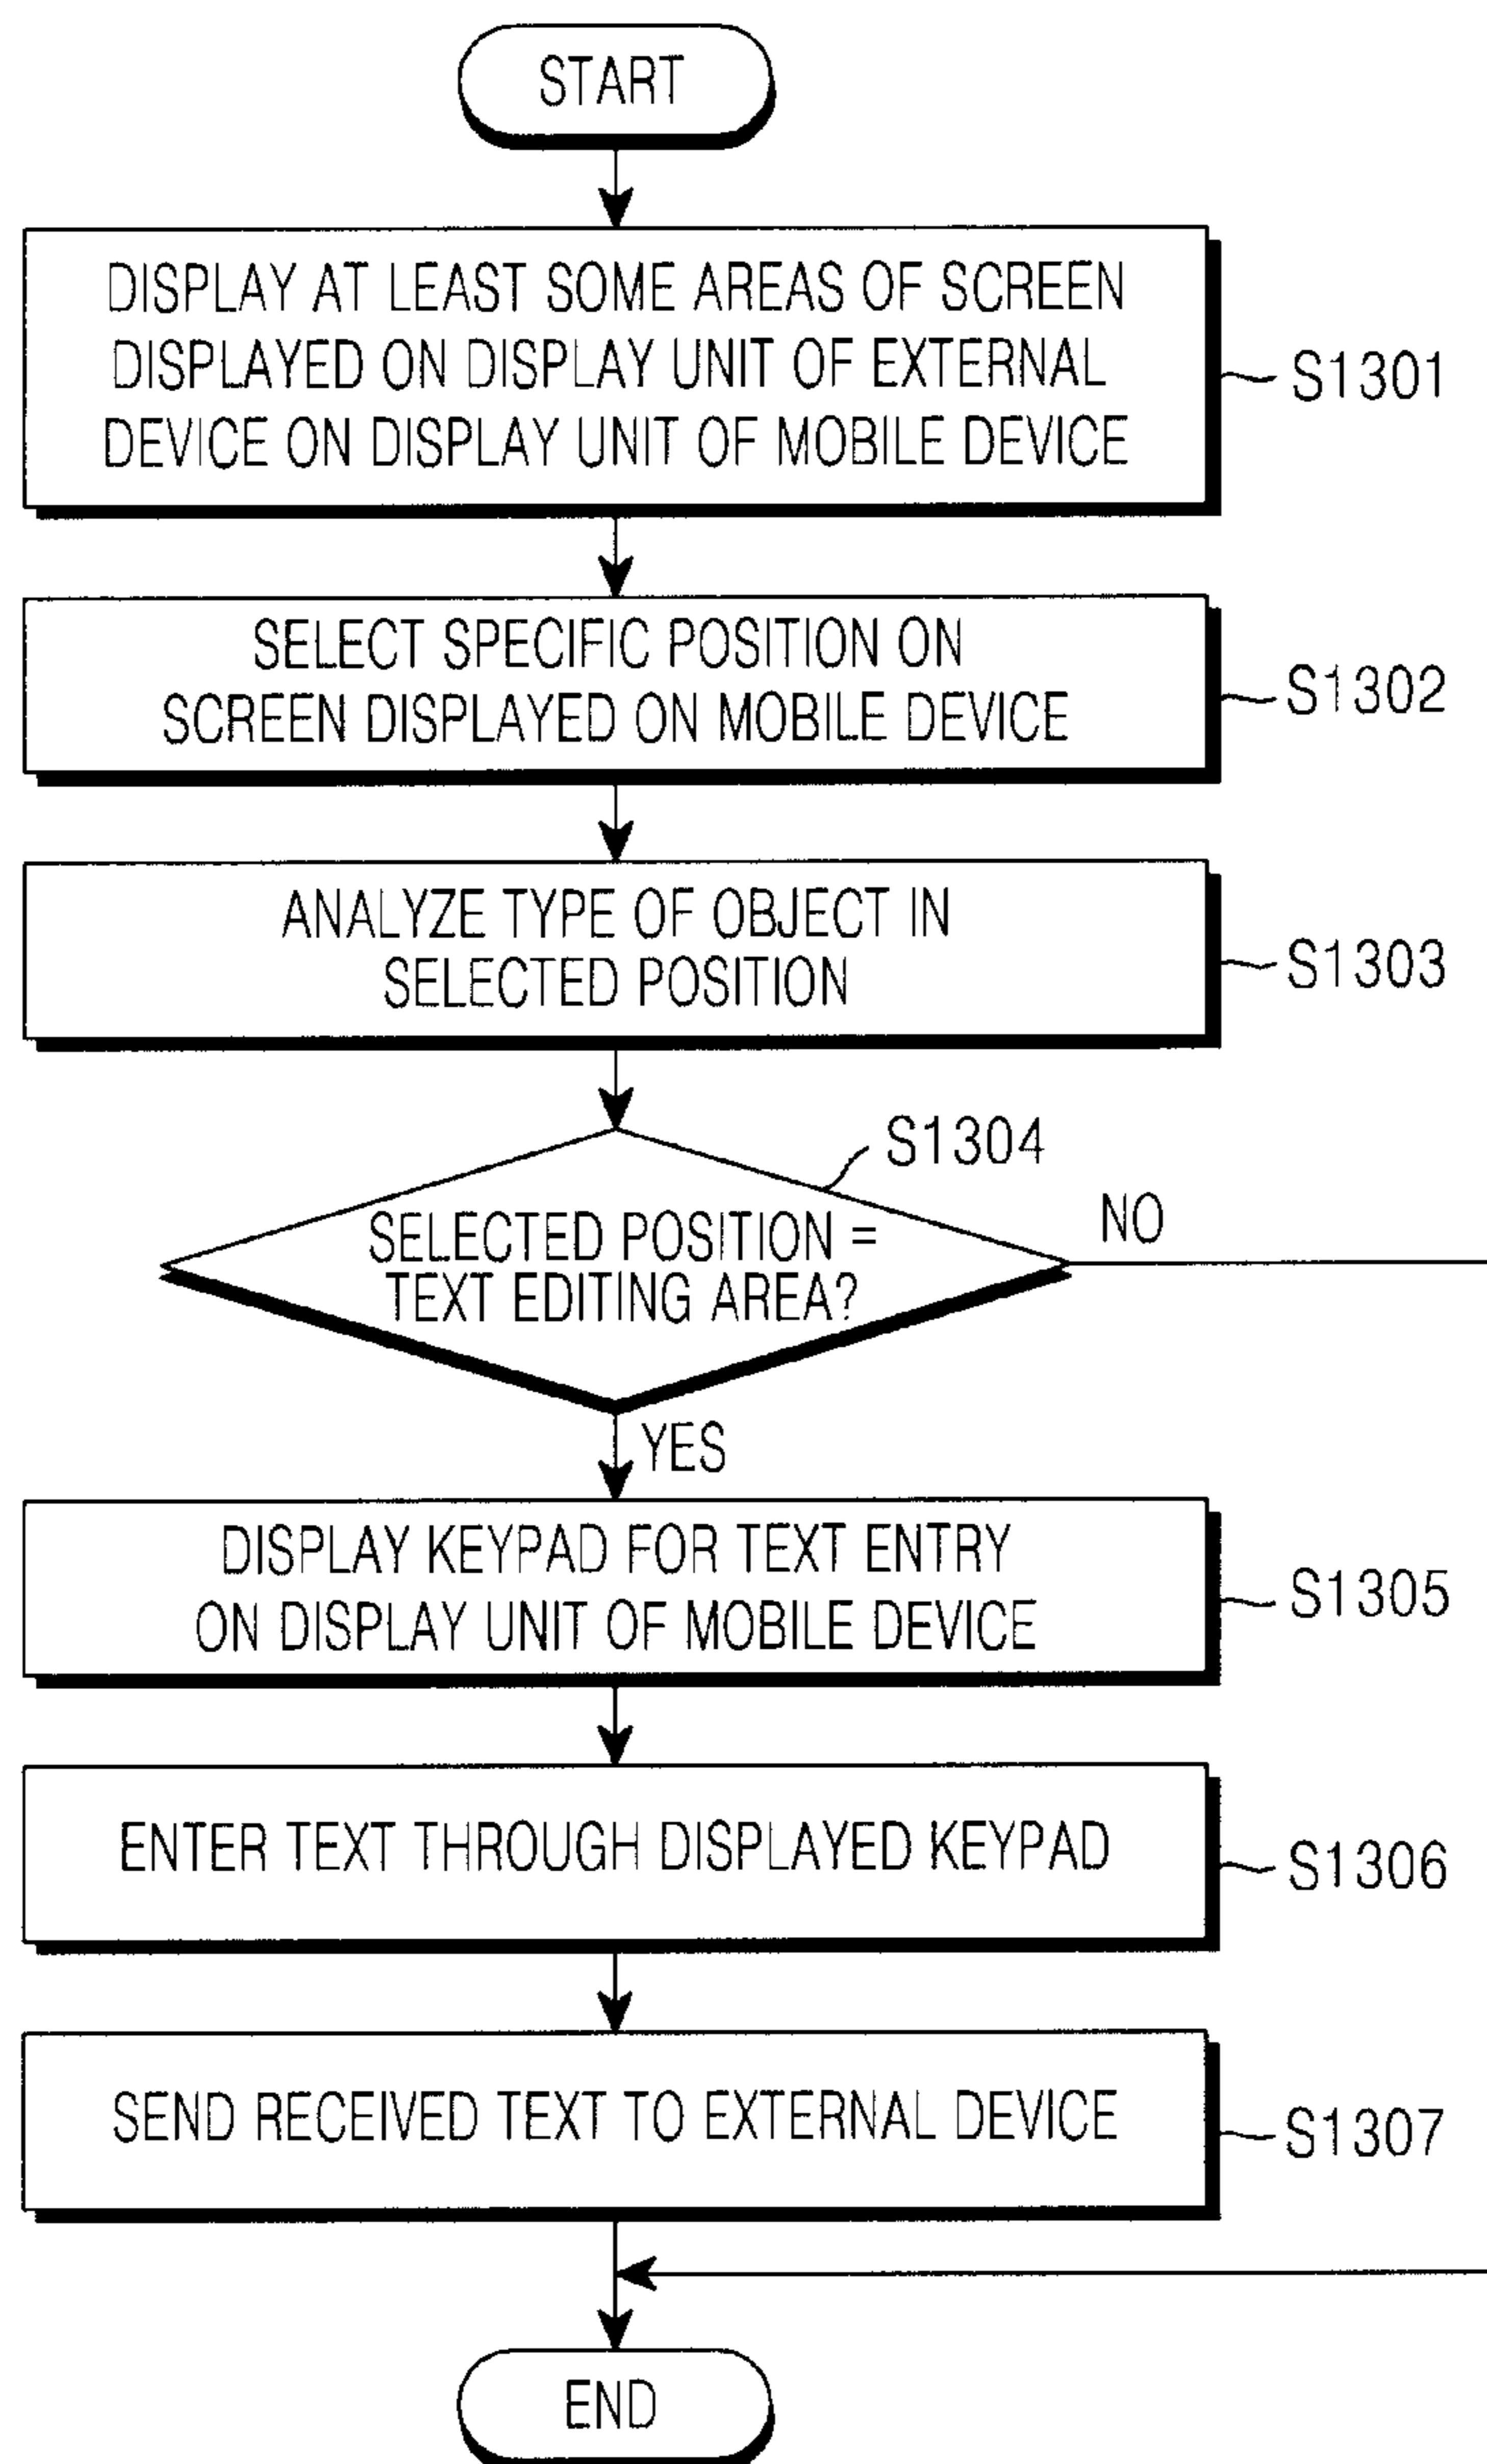 START
DISPLAY AT LEAST SOME AREAS OF SCREEN
DISPLAYED ON DISPLAY UNIT OF EXTERNAL
DEVICE ON DISPLAY UNIT OF MOBILE DEVICE
S1301
SELECT SPECIFIC POSITION ON
SCREEN DISPLAYED ON MOBILE DEVICE
S1302
ANALYZE TYPE OF OBJECT IN
SELECTED POSITION
S1303
S1304
SELECTED POSITION =
TEXT EDITING AREA?
NO
YES
DISPLAY KEYPAD FOR TEXT ENTRY
ON DISPLAY UNIT OF MOBILE DEVICE
S1305
ENTER TEXT THROUGH DISPLAYED KEYPAD
S1306
SEND RECEIVED TEXT TO EXTERNAL DEVICE
S1307
END